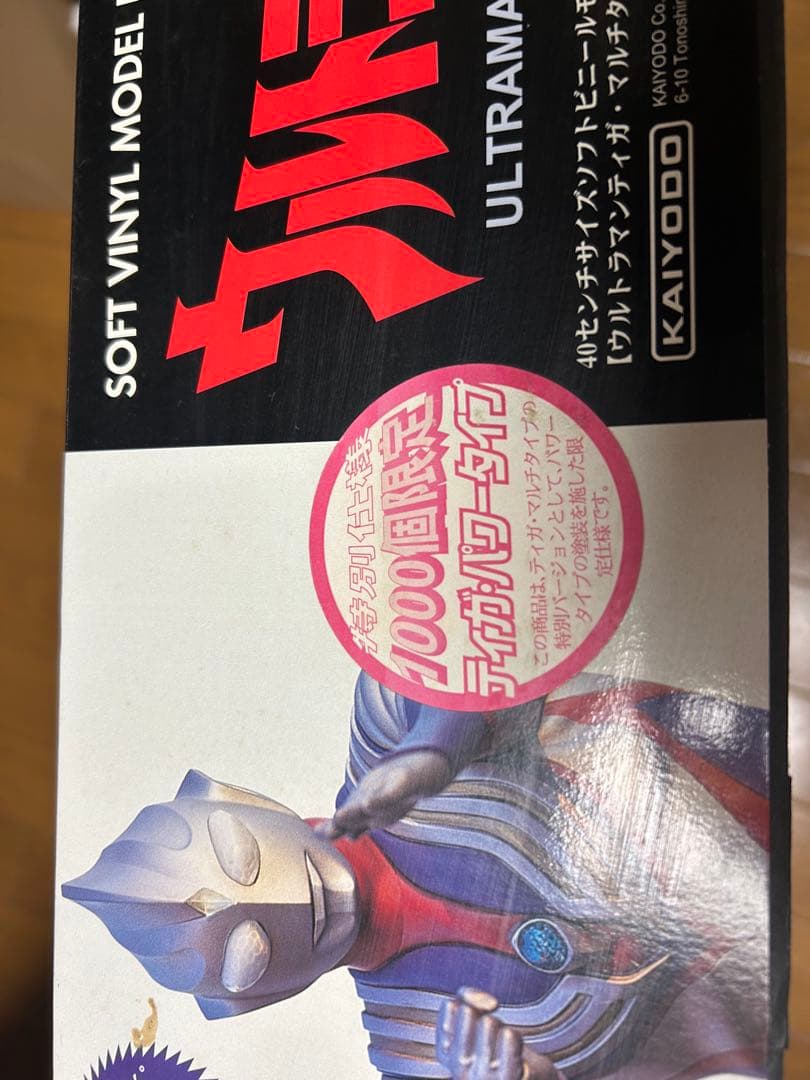 SOFT VINYL MODEL
ウルト
ULTRAMA
40センチサイズソフトビニールモ
【ウルトラマンティガ・マルチタ
KAIYODO
KAIYODO Co.,
6-10 Tonoshin
特別仕様
1000個限定
ティガ・パワータイプ
この商品は、ティガ・マルチタイプの
特別バージョンとして、パワー
タイプの塗装を施した限
定仕様です。